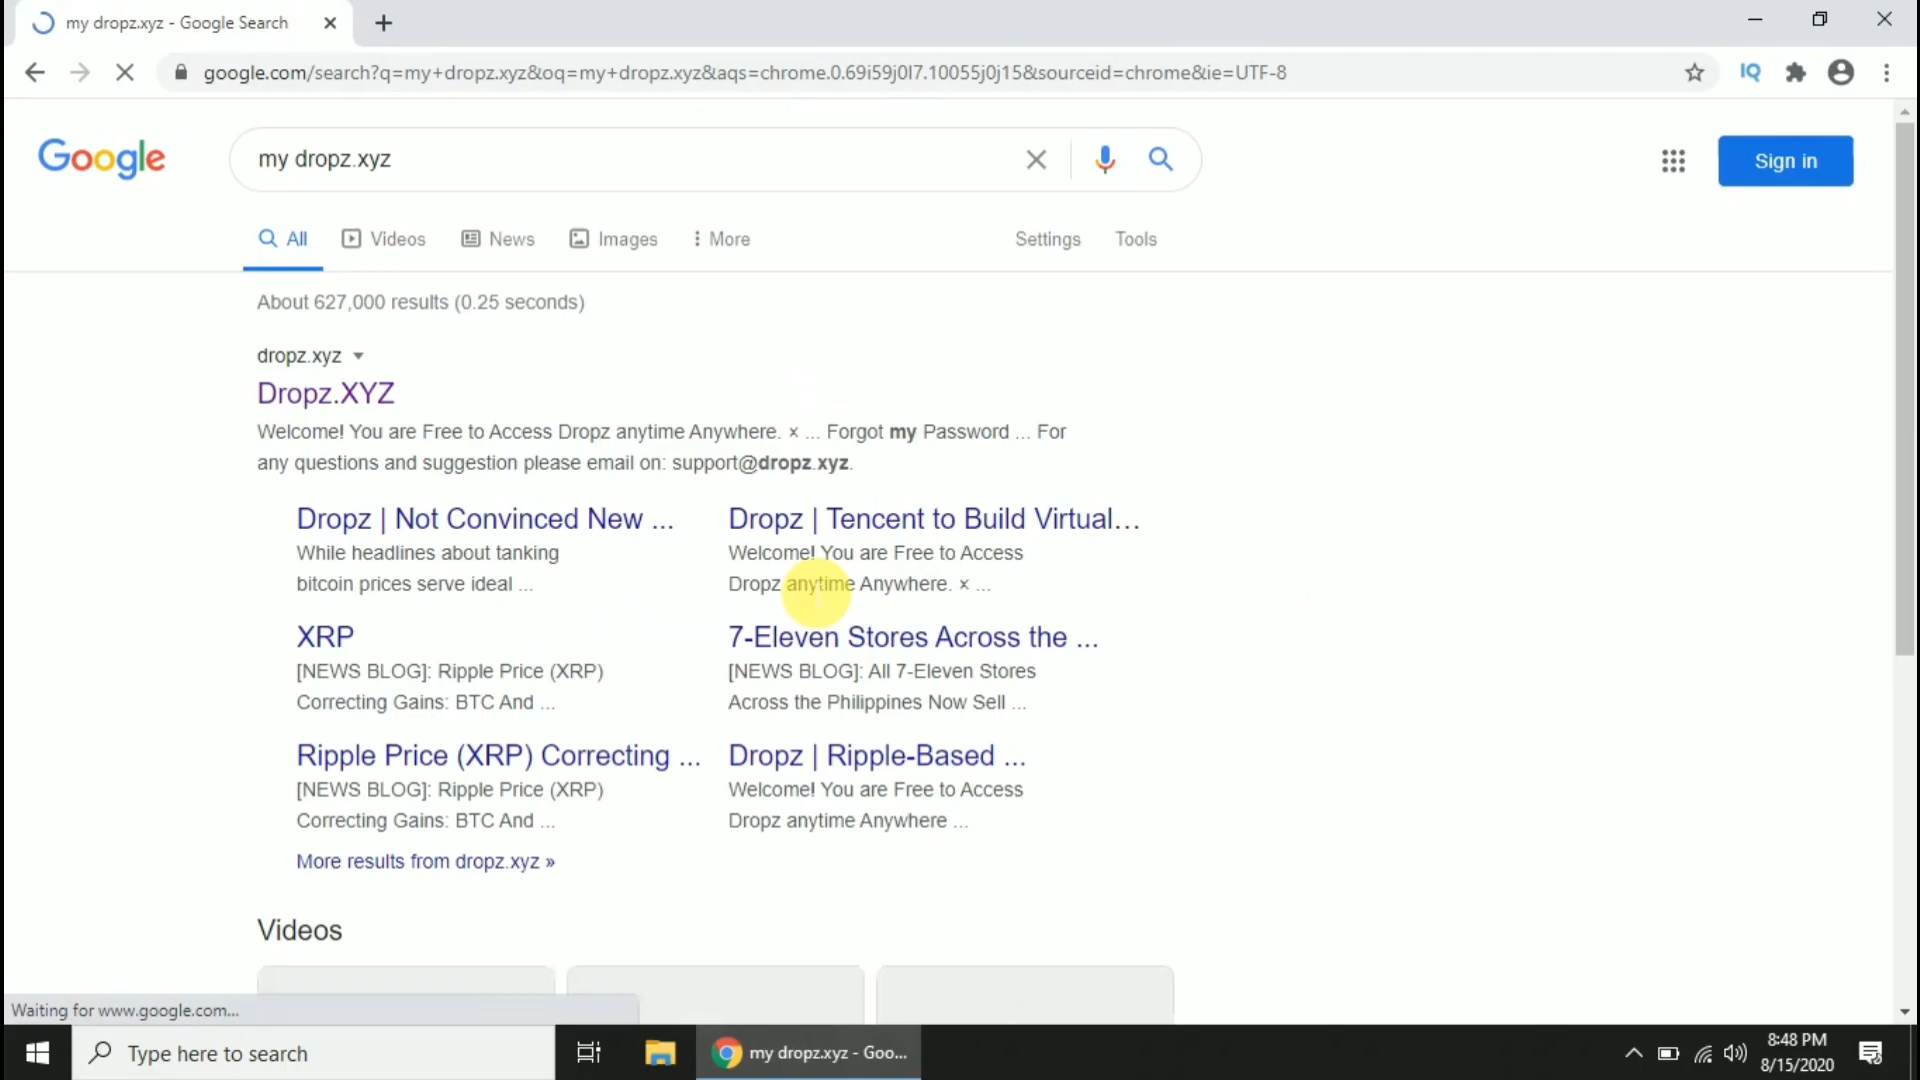 my dropz.xyz - Google Search
google.com/search?q=my+dropz.xyz&oq=my+dropz.xyz&aqs=chrome.0.69i59j0l7.10055j0j15&sourceid=chrome&ie=UTF-8
IQ
Google
my dropz.xyz
Sign in
All
Videos
News
Images
More
Settings
Tools
About 627,000 results (0.25 seconds)
dropz.xyz
Dropz.XYZ
Welcome! You are Free to Access Dropz anytime Anywhere. × ... Forgot my Password ... For
any questions and suggestion please email on: support@dropz.xyz.
Dropz | Not Convinced New ...
While headlines about tanking
bitcoin prices serve ideal ...
Dropz | Tencent to Build Virtual...
Welcome! You are Free to Access
Dropz anytime Anywhere. × ...
XRP
[NEWS BLOG]: Ripple Price (XRP)
Correcting Gains: BTC And ...
7-Eleven Stores Across the ...
[NEWS BLOG]: All 7-Eleven Stores
Across the Philippines Now Sell ...
Ripple Price (XRP) Correcting ...
[NEWS BLOG]: Ripple Price (XRP)
Correcting Gains: BTC And ...
Dropz | Ripple-Based ...
Welcome! You are Free to Access
Dropz anytime Anywhere ...
More results from dropz.xyz »
Videos
Waiting for www.google.com...
Type here to search
my dropz.xyz - Goo...
8:48 PM
8/15/2020